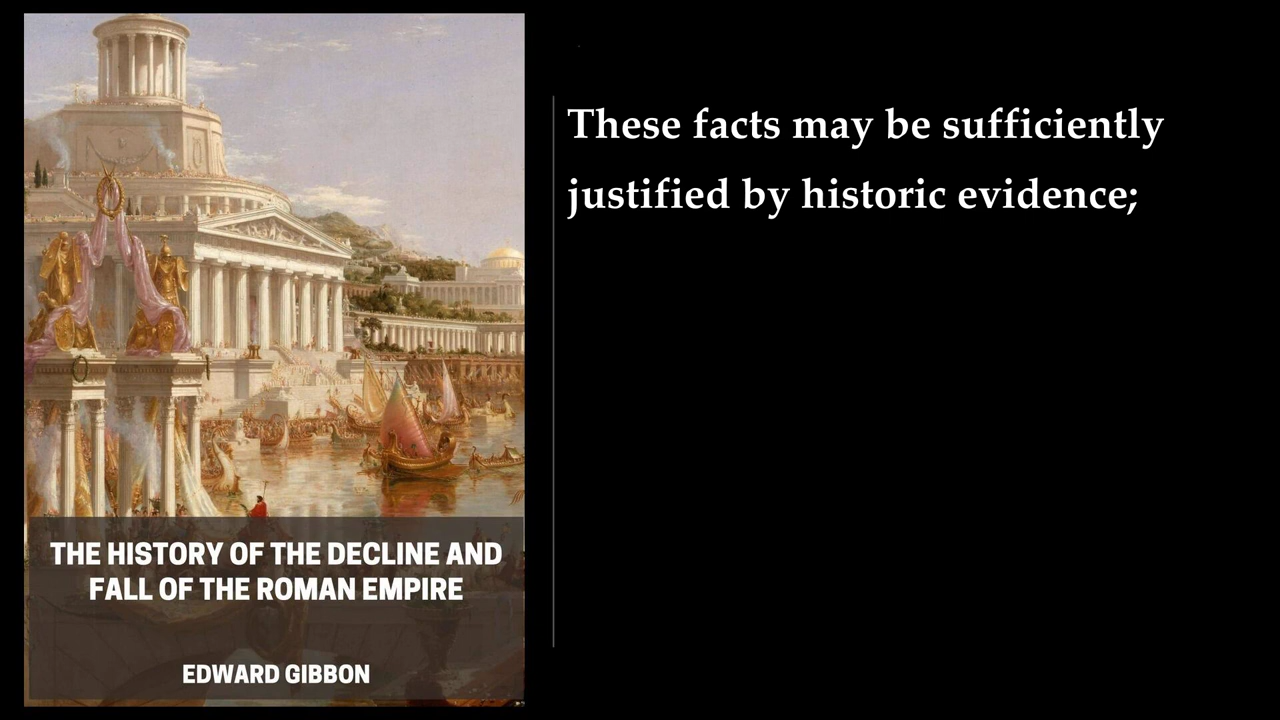 These facts may be sufficiently
justified by historic evidence;
THE HISTORY OF THE DECLINE AND
FALL OF THE ROMAN EMPIRE
EDWARD GIBBON